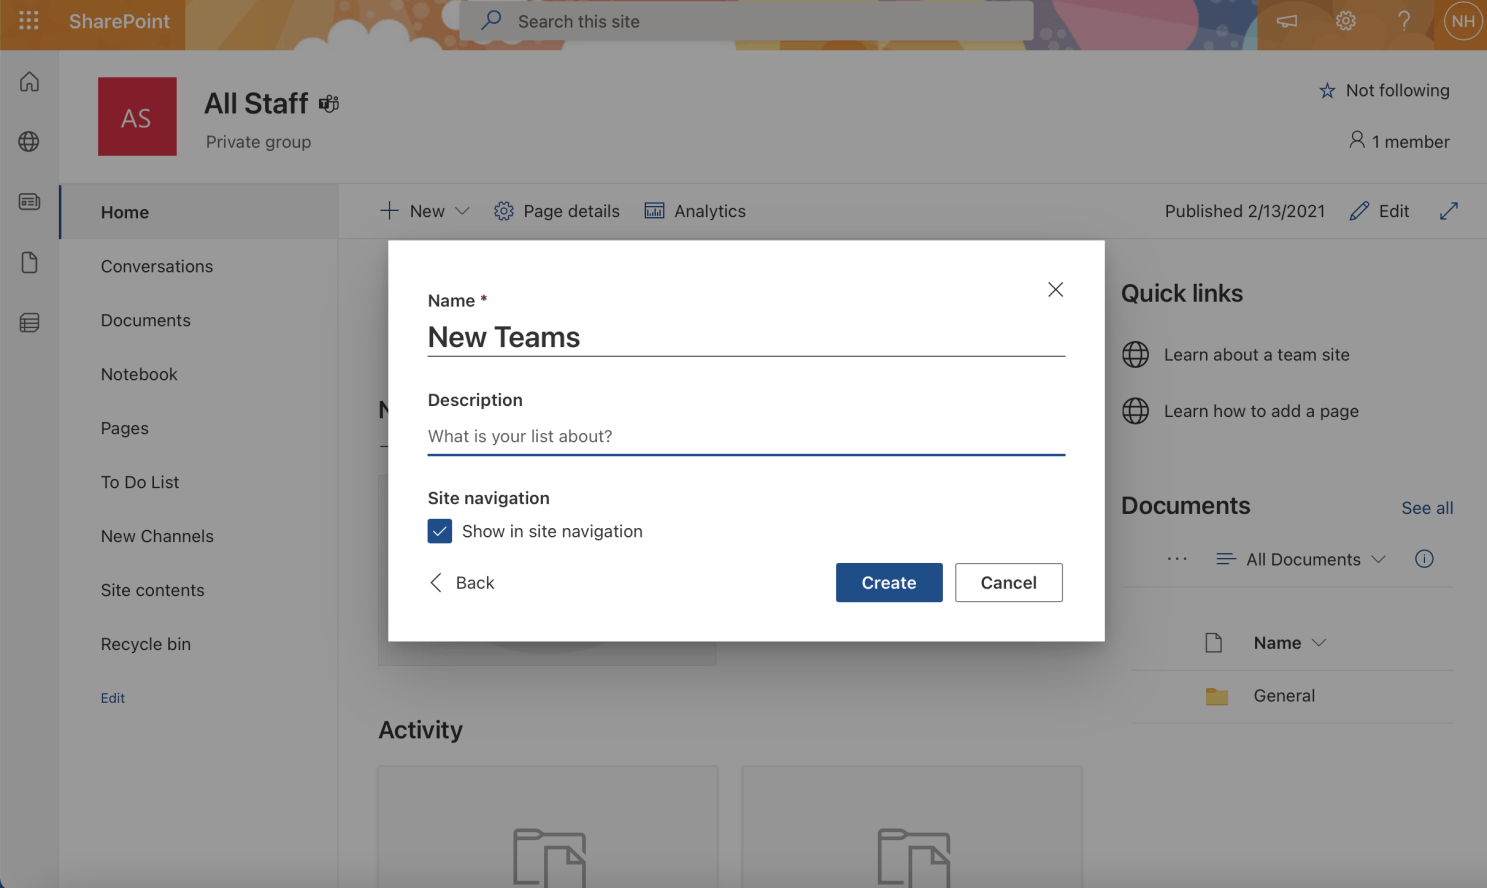 SharePoint
Search this site
NH
AS
All Staff
Private group
Not following
1 member
Home
Conversations
Documents
Notebook
Pages
To Do List
New Channels
Site contents
Recycle bin
Edit
New
Page details
Analytics
Published 2/13/2021
Edit
Name *
New Teams
Description
What is your list about?
Site navigation
Show in site navigation
Back
Create
Cancel
Quick links
Learn about a team site
Learn how to add a page
Documents
See all
All Documents
Name
General
Activity